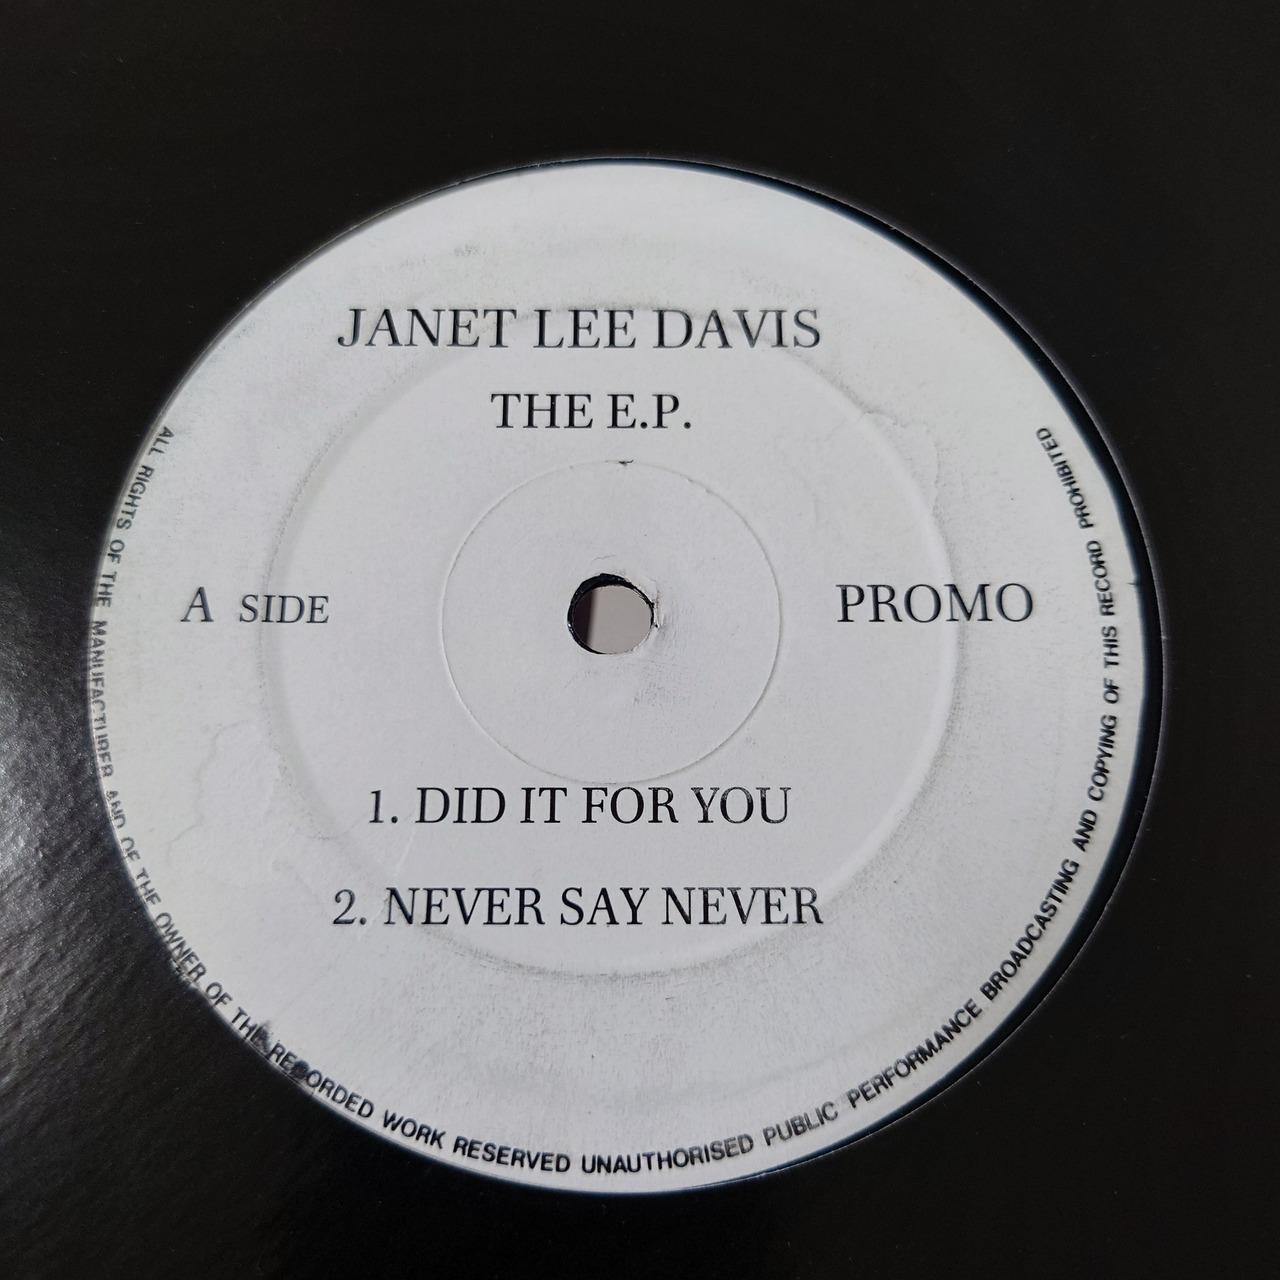 JANET LEE DAVIS
THE E.P.
A SIDE
PROMO
1. DID IT FOR YOU
2. NEVER SAY NEVER
ALL RIGHTS OF THE MANUFACTURER AND OF THE OWNER OF THE RECORDED WORK RESERVED UNAUTHORISED PUBLIC PERFORMANCE BROADCASTING AND COPYING OF THIS RECORD PROHIBITED